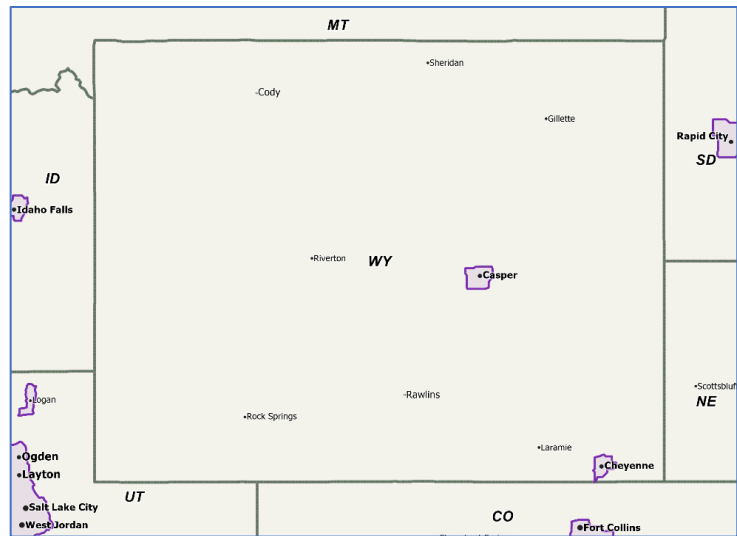 MT
Sheridan
Cody
Gillette
Rapid City
SD
ID
Idaho Falls
Riverton
WY
Casper
Scottsbluf
NE
Logan
Rawlins
Rock Springs
Laramie
Ogden
Cheyenne
Layton
UT
Salt Lake City
CO
West Jordan
Fort Collins